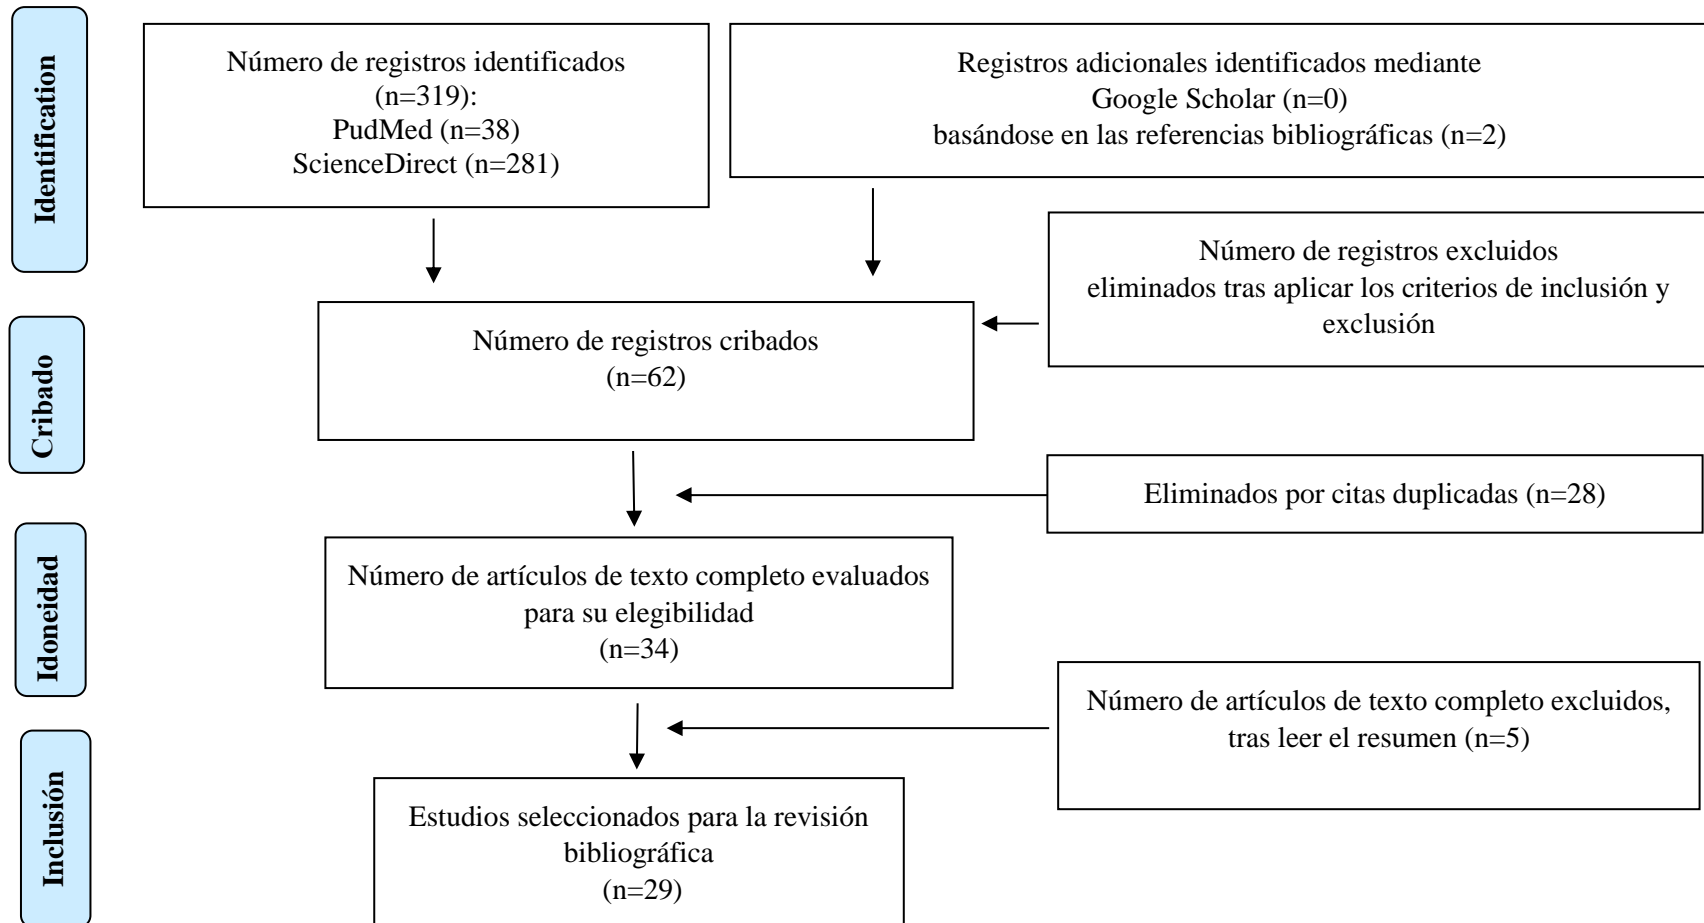 Identification
Número de registros identificados
(n=319):
PudMed (n=38)
ScienceDirect (n=281)
Registros adicionales identificados mediante
Google Scholar (n=0)
basándose en las referencias bibliográficas (n=2)
Número de registros excluidos
eliminados tras aplicar los criterios de inclusión y
exclusión
Cribado
Número de registros cribados
(n=62)
Eliminados por citas duplicadas (n=28)
Idoneidad
Número de artículos de texto completo evaluados
para su elegibilidad
(n=34)
Número de artículos de texto completo excluidos,
tras leer el resumen (n=5)
Inclusión
Estudios seleccionados para la revisión
bibliográfica
(n=29)